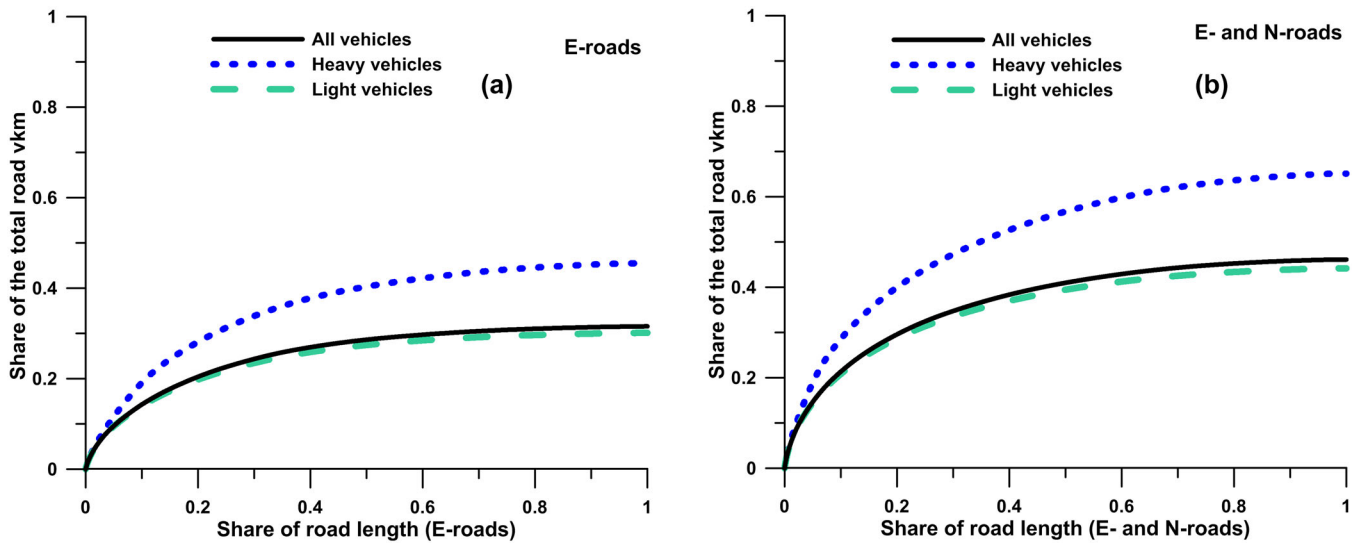 Share of the total road vkm
1
0.8
0.6
0.4
0.2
0
All vehicles
Heavy vehicles
Light vehicles
E-roads
(a)
0 0.2 0.4 0.6 0.8 1
Share of road length (E-roads)
Share of the total road vkm
1
0.8
0.6
0.4
0.2
0
All vehicles
Heavy vehicles
Light vehicles
E- and N-roads
(b)
0 0.2 0.4 0.6 0.8 1
Share of road length (E- and N-roads)